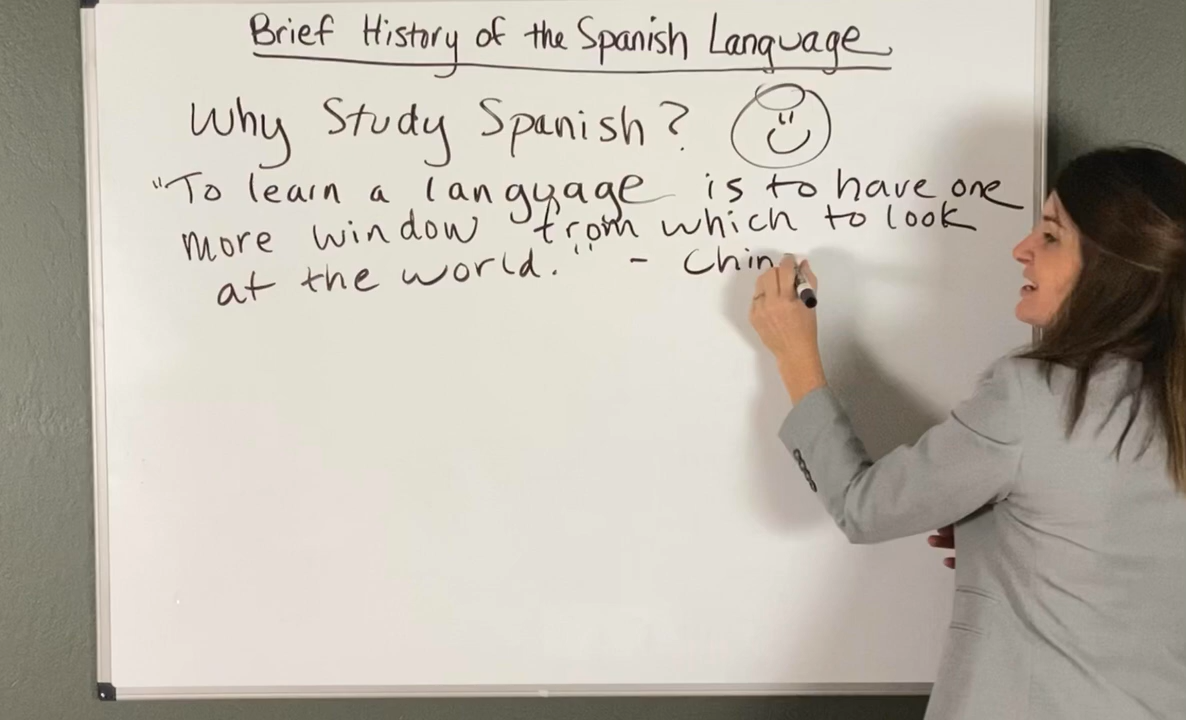 Brief History of the Spanish Language
Why Study Spanish?
"To learn a language is to have one
more window from which to look
at the world." - Chin